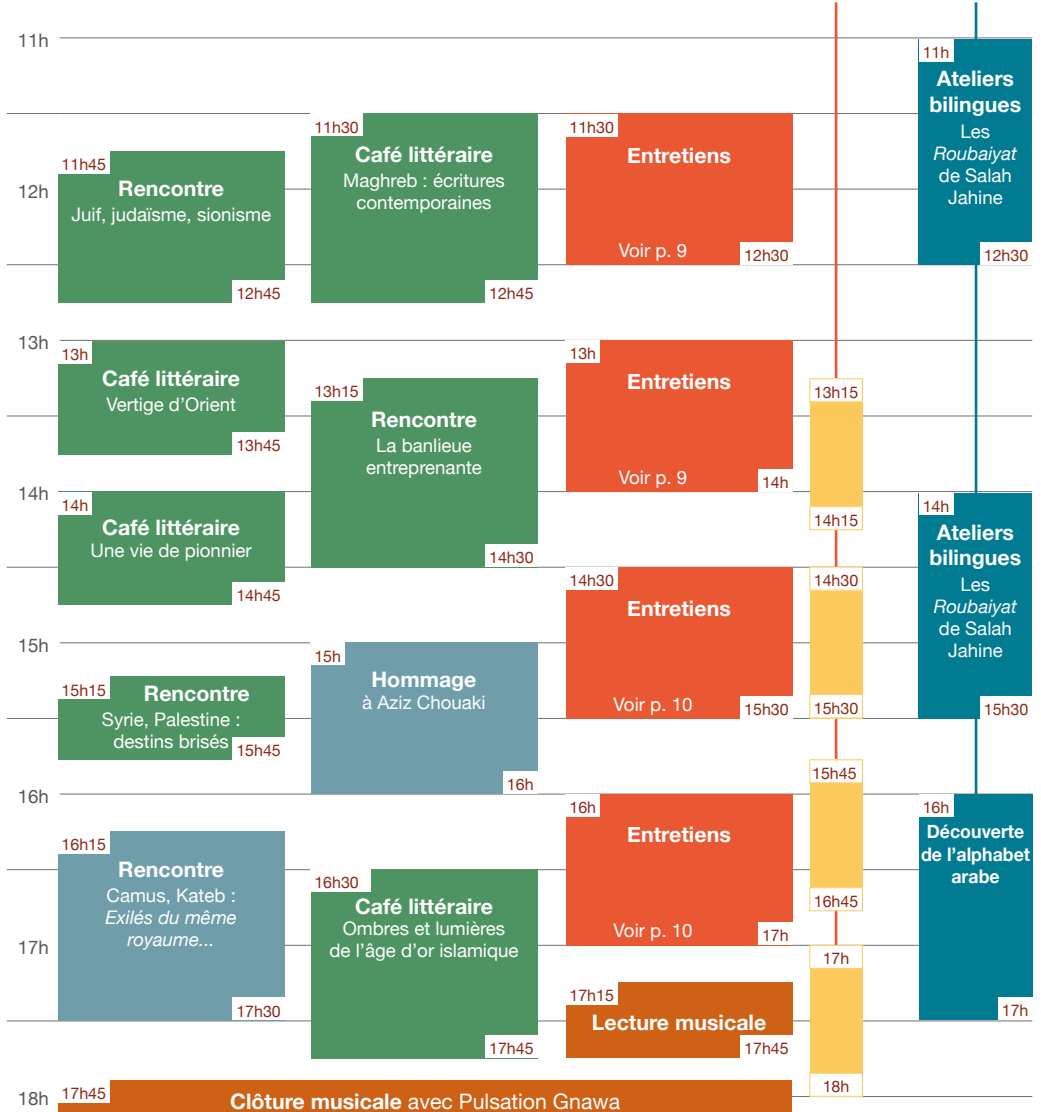 11h
12h
13h
14h
15h
16h
17h
18h
11h45
Rencontre
Juif, judaïsme, sionisme
12h45
13h
Café littéraire
Vertige d’Orient
13h45
14h
Café littéraire
Une vie de pionnier
14h45
15h15
Rencontre
Syrie, Palestine :
destins brisés
15h45
16h15
Rencontre
Camus, Kateb :
Exilés du même
royaume...
17h30
11h30
Café littéraire
Maghreb : écritures
contemporaines
12h45
13h15
Rencontre
La banlieue
entreprenante
14h30
15h
Hommage
à Aziz Chouaki
16h
16h30
Café littéraire
Ombres et lumières
de l’âge d’or islamique
17h45
11h30
Entretiens
Voir p. 9
12h30
13h
Entretiens
Voir p. 9
14h
14h30
Entretiens
Voir p. 10
15h30
16h
Entretiens
Voir p. 10
17h
17h15
Lecture musicale
17h45
13h15
14h15
14h30
15h30
15h45
16h45
17h
18h
11h
Ateliers
bilingues
Les
Roubaiyat
de Salah
Jahine
12h30
14h
Ateliers
bilingues
Les
Roubaiyat
de Salah
Jahine
15h30
16h
Découverte
de l’alphabet
arabe
17h
17h45
Clôture musicale avec Pulsation Gnawa